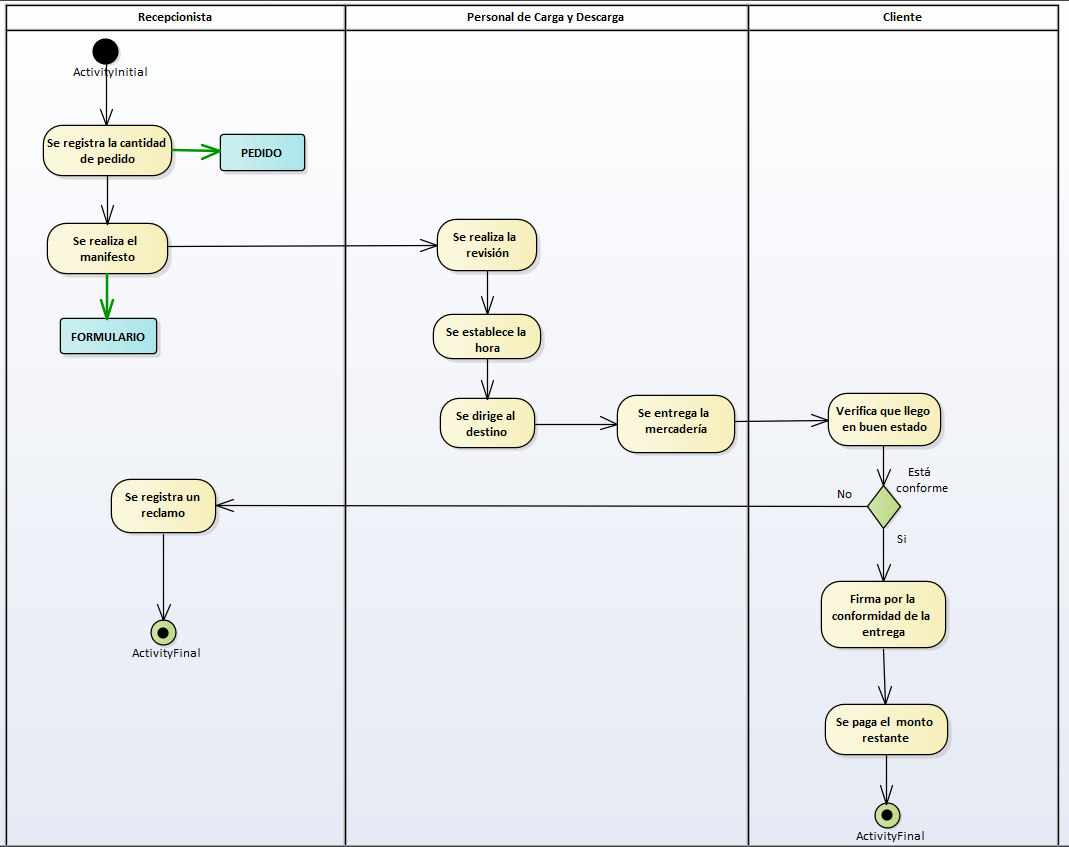 Recepcionista
Personal de Carga y Descarga
Cliente
ActivityInitial
Se registra la cantidad
de pedido
PEDIDO
Se realiza el
manifesto
FORMULARIO
Se realiza la
revisión
Se establece la
hora
Se dirige al
destino
Se entrega la
mercadería
Verifica que llego
en buen estado
Está
conforme
No
Si
Se registra un
reclamo
ActivityFinal
Firma por la
conformidad de la
entrega
Se paga el  monto
restante
ActivityFinal